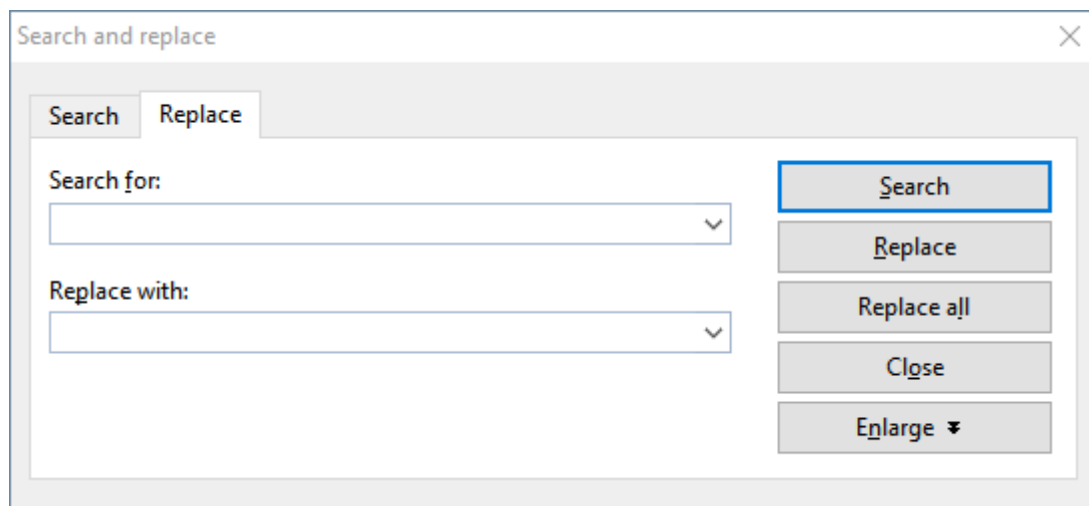 Search and replace
Search Replace
Search for:
Search
Replace
Replace with:
Replace all
Close
Enlarge